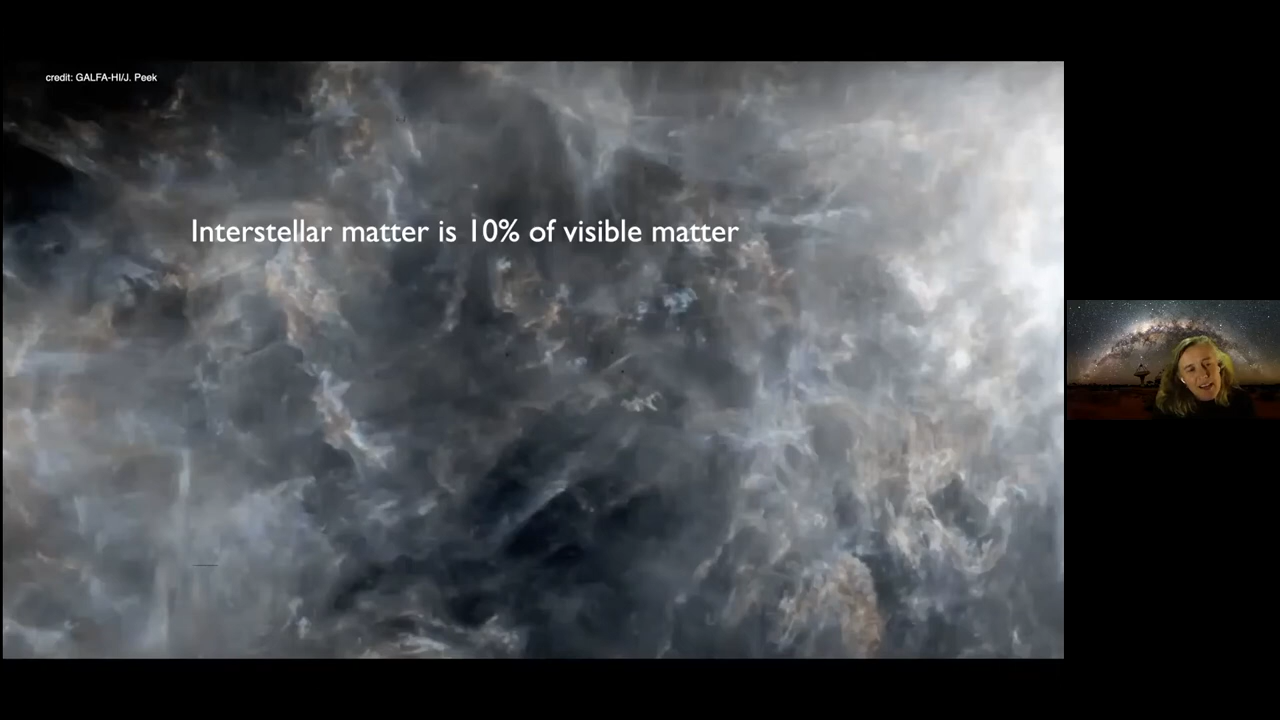 credit: GALFA-HI/J. Peek
Interstellar matter is 10% of visible matter